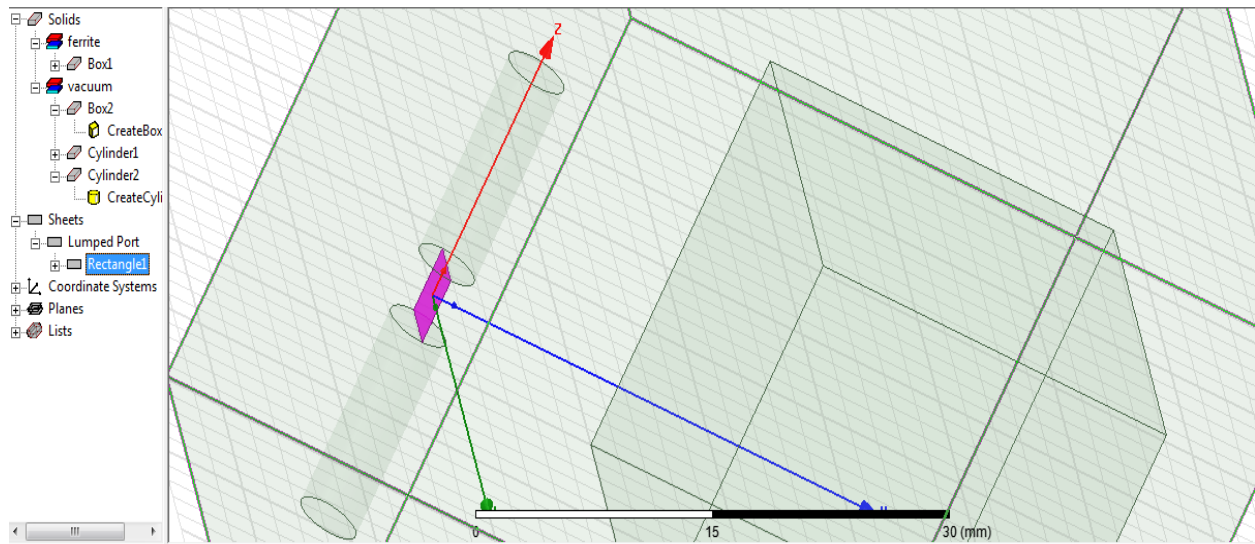 Solids
ferrite
Box1
vacuum
Box2
CreateBox
Cylinder1
Cylinder2
CreateCyli
Sheets
Lumped Port
Rectangle1
Coordinate Systems
Planes
Lists
Z
0
15
30 (mm)